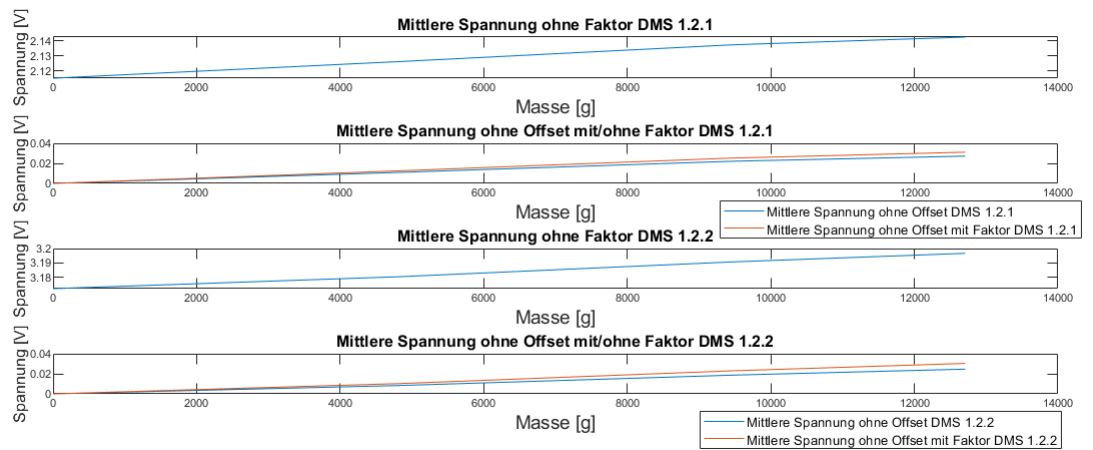 Mittlere Spannung ohne Faktor DMS 1.2.1
Spannung [V]
2.14
2.13
2.12
0 2000 4000 6000 8000 10000 12000 14000
Masse [g]
Mittlere Spannung ohne Offset mit/ohne Faktor DMS 1.2.1
Spannung [V]
0.04
0.02
0
0 2000 4000 6000 8000 10000 12000 14000
Masse [g]
Mittlere Spannung ohne Offset DMS 1.2.1
Mittlere Spannung ohne Offset mit Faktor DMS 1.2.1
Mittlere Spannung ohne Faktor DMS 1.2.2
Spannung [V]
3.2
3.19
3.18
0 2000 4000 6000 8000 10000 12000 14000
Masse [g]
Mittlere Spannung ohne Offset mit/ohne Faktor DMS 1.2.2
Spannung [V]
0.04
0.02
0
0 2000 4000 6000 8000 10000 12000 14000
Masse [g]
Mittlere Spannung ohne Offset DMS 1.2.2
Mittlere Spannung ohne Offset mit Faktor DMS 1.2.2